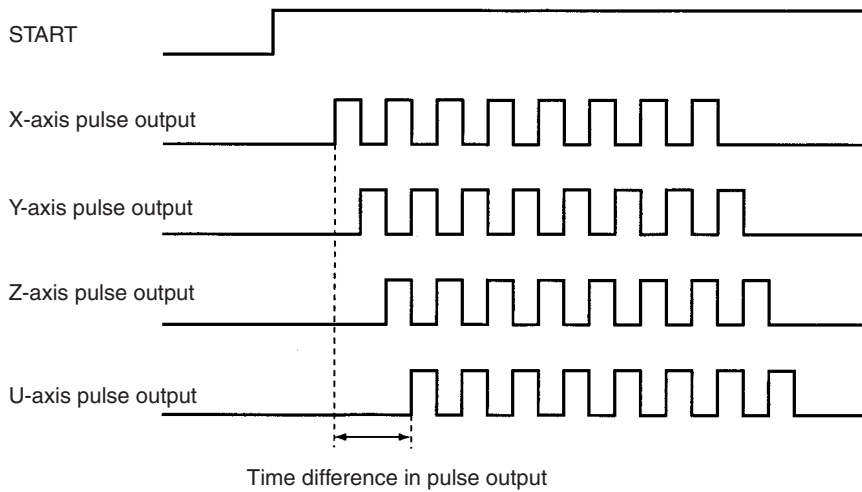 START
X-axis pulse output
Y-axis pulse output
Z-axis pulse output
U-axis pulse output
Time difference in pulse output